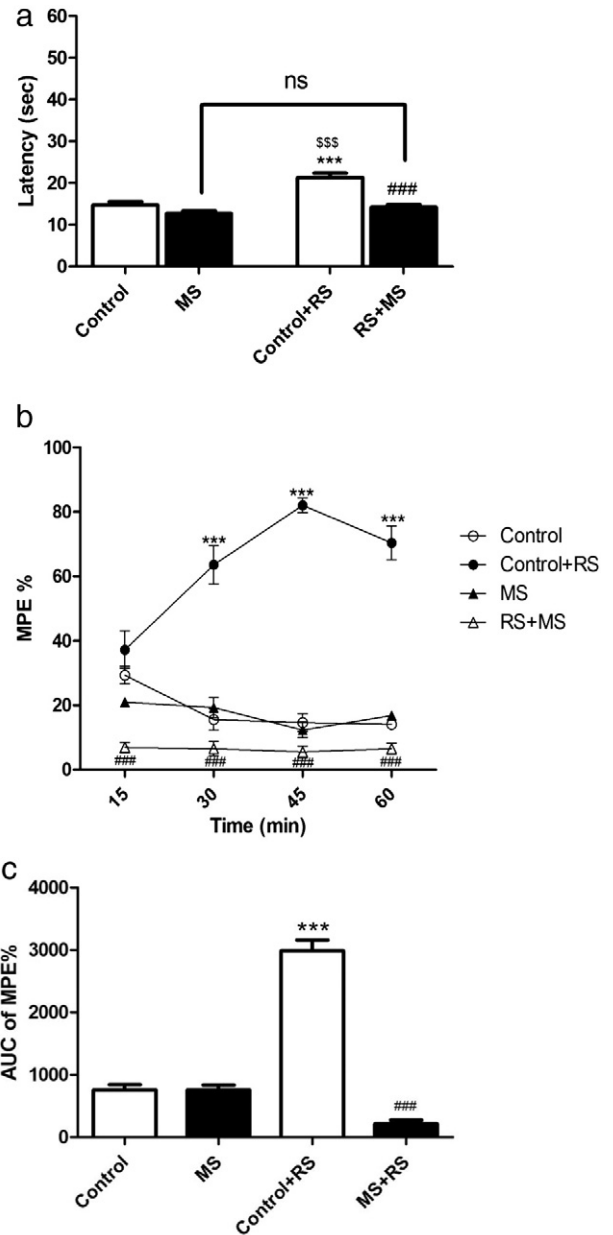 a
60
50
40
30
20
10
0
Latency (sec)
ns
$$$
***
###
Control
MS
Control+RS
RS+MS
b
100
80
60
40
20
0
MPE %
***
***
***
###
###
###
###
15
30
45
60
Time (min)
Control
Control+RS
MS
RS+MS
c
4000
3000
2000
1000
0
AUC of MPE%
***
###
Control
MS
Control+RS
MS+RS